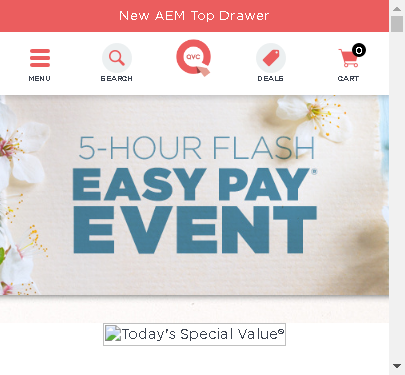 New AEM Top Drawer
MENU
SEARCH
QVC
DEALS
0
CART
5-HOUR FLASH
EASY PAY®
EVENT
Today's Special Value®